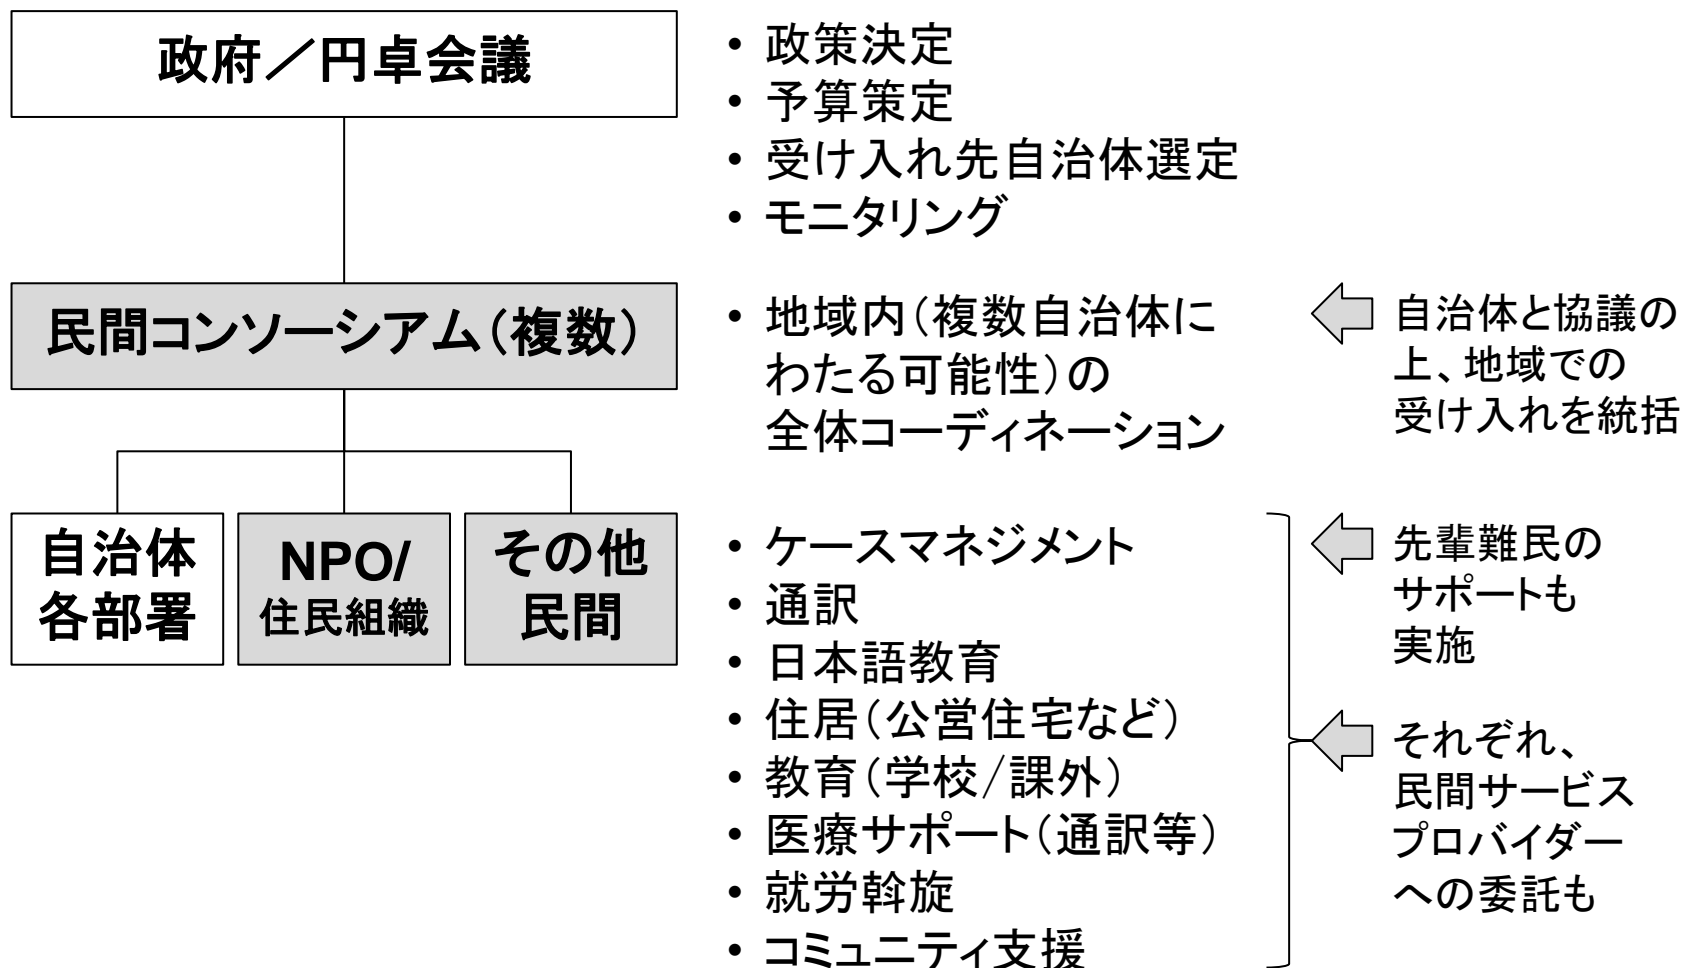 政府／円卓会議
• 政策決定
• 予算策定
• 受け入れ先自治体選定
• モニタリング
民間コンソーシアム（複数）
• 地域内（複数自治体に
わたる可能性）の
全体コーディネーション
自治体と協議の
上、地域での
受け入れを統括
自治体
各部署
NPO/
住民組織
その他
民間
• ケースマネジメント
• 通訳
• 日本語教育
• 住居（公営住宅など）
• 教育（学校/課外）
• 医療サポート（通訳等）
• 就労斡旋
• コミュニティ支援
先輩難民の
サポートも
実施
それぞれ、
民間サービス
プロバイダー
への委託も